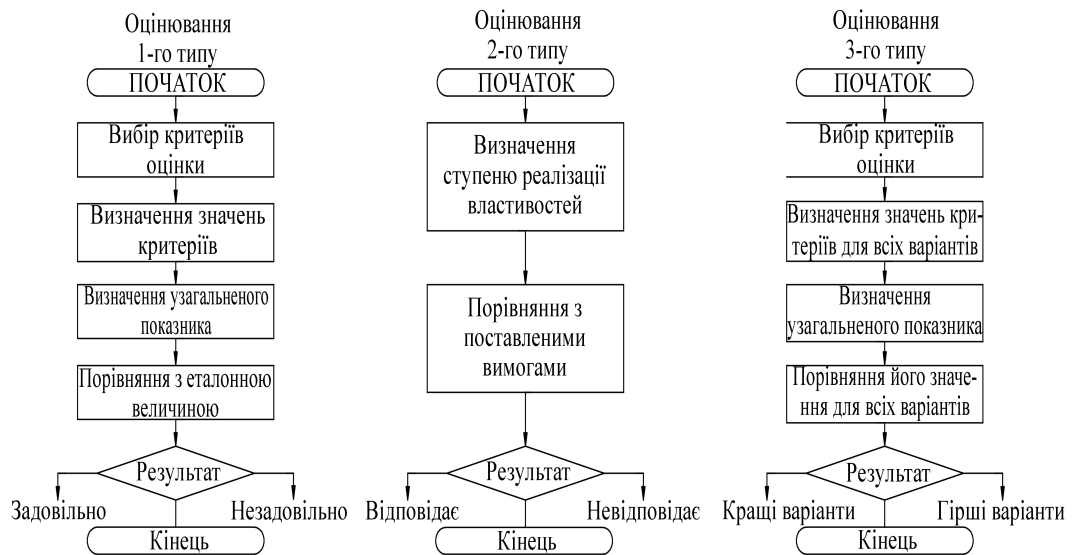 Оцінювання
1-го типу
ПОЧАТОК
Вибір критеріїв
оцінки
Визначення значень
критеріїв
Визначення узагальненого
показника
Порівняння з еталонною
величиною
Результат
Задовільно
Незадовільно
Кінець
Оцінювання
2-го типу
ПОЧАТОК
Визначення
ступеню реалізації
властивостей
Порівняння з
поставленими
вимогами
Результат
Відповідає
Невідповідає
Кінець
Оцінювання
3-го типу
ПОЧАТОК
Вибір критеріїв
оцінки
Визначення значень кри-
теріїв для всіх варіантів
Визначення
узагальненого показника
Порівняння його значе-
ння для всіх варіантів
Результат
Кращі варіанти
Гірші варіанти
Кінець